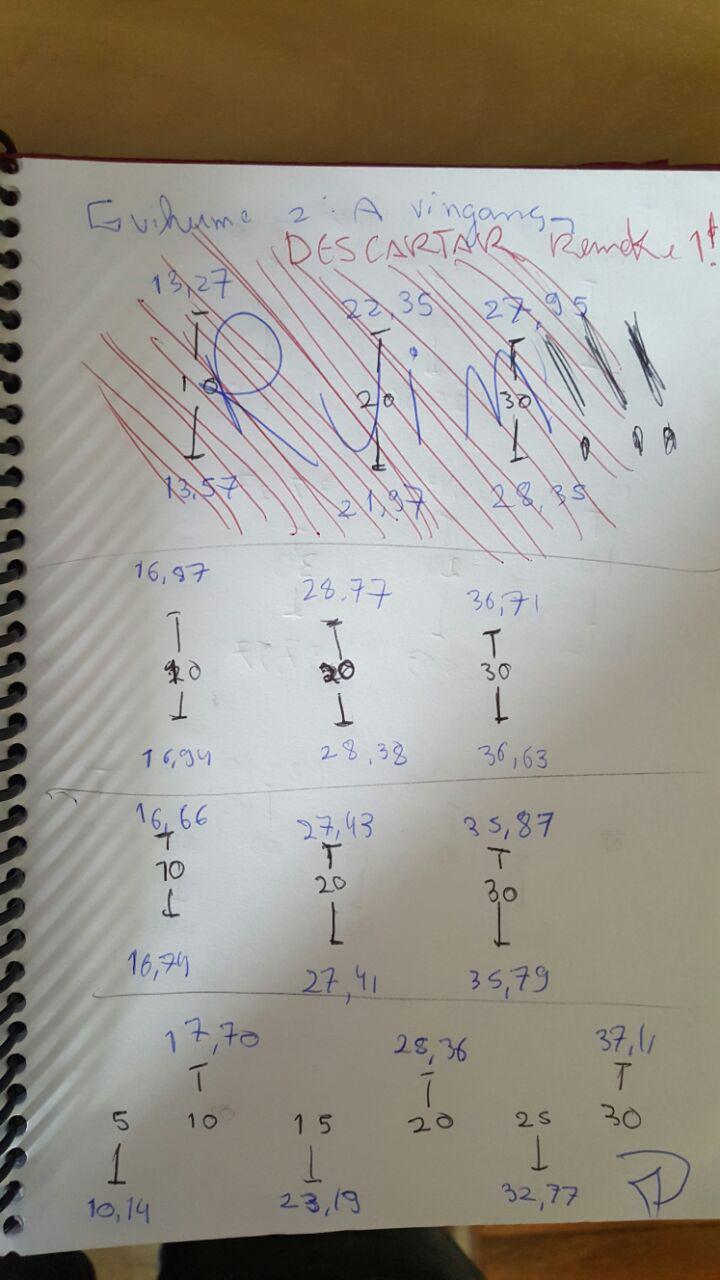 Guihume 2: A vingança
DESCARTAR Remake 1!
13,27 22,35 27,95
10 20 30
Ruim!!!
13,57 21,97 28,35
16,97 28.77 36,71
10 20 30
16,94 28,38 36,63
16,66 27,43 35,87
10 20 30
16,74 27,41 35,79
17,70 28,36 37,11
5 10 15 20 25 30
10,14 23,19 32,77